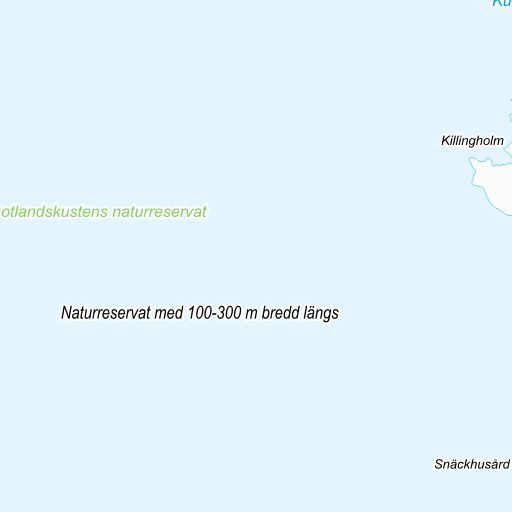 Killingholm
otlandskustens naturreservat
Naturreservat med 100-300 m bredd längs
Snäckhusård